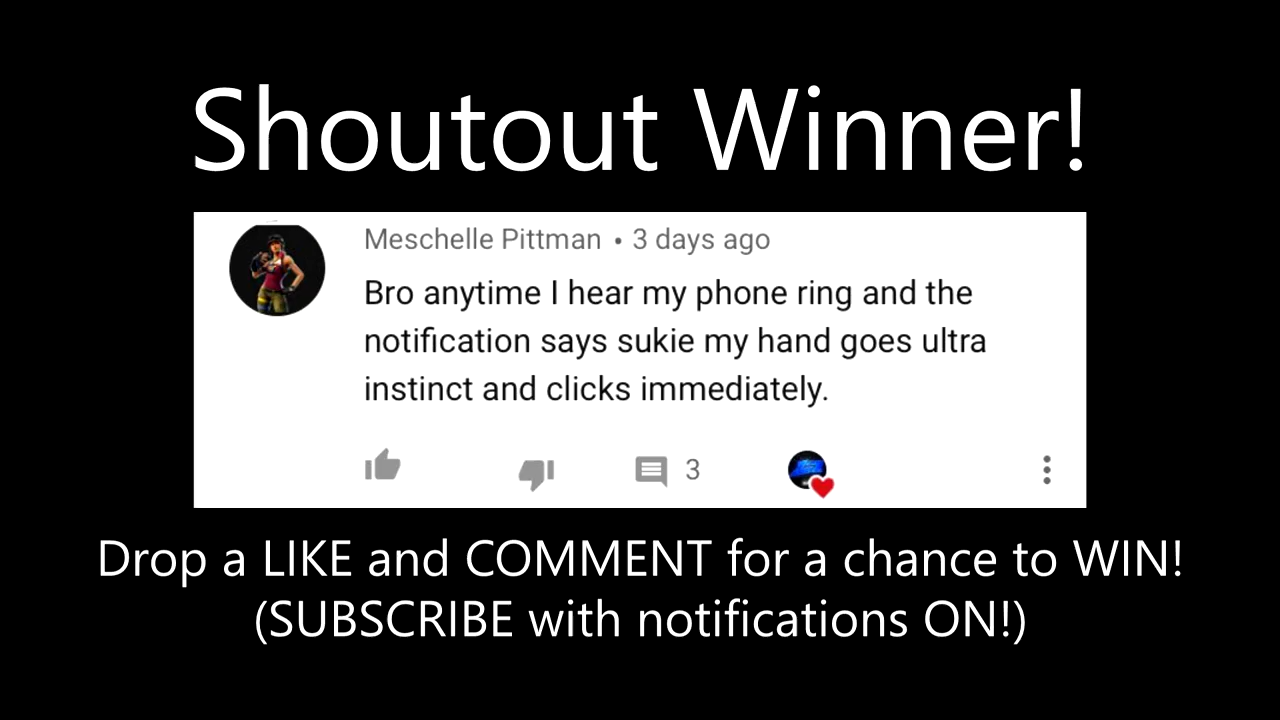 Shoutout Winner!
Meschelle Pittman • 3 days ago
Bro anytime I hear my phone ring and the
notification says sukie my hand goes ultra
instinct and clicks immediately.
3
Drop a LIKE and COMMENT for a chance to WIN!
(SUBSCRIBE with notifications ON!)